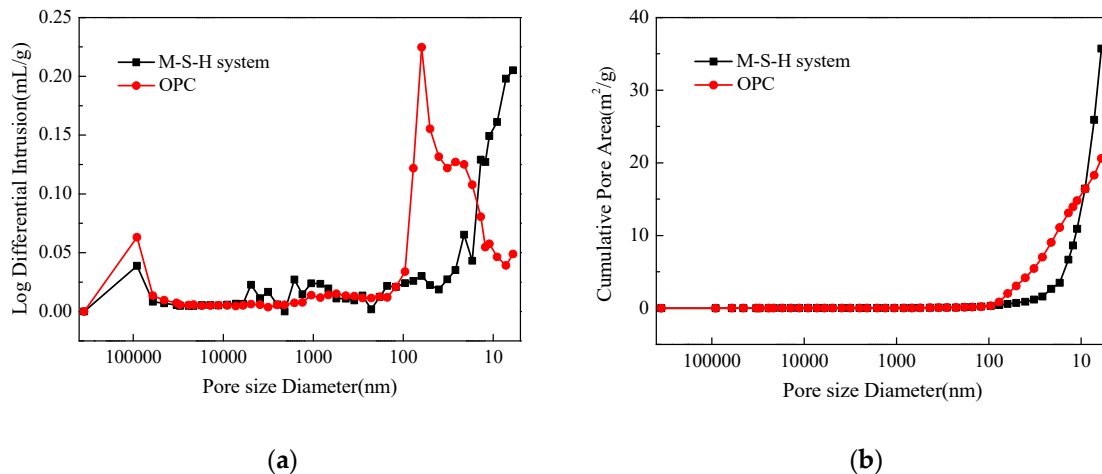 0.25
0.20
0.15
0.10
0.05
0.00
Log Differential Intrusion(mL/g)
M-S-H system
OPC
100000 10000 1000 100 10
Pore size Diameter(nm)
(a)
40
30
20
10
0
Cumulative Pore Area(m²/g)
M-S-H system
OPC
100000 10000 1000 100 10
Pore size Diameter(nm)
(b)